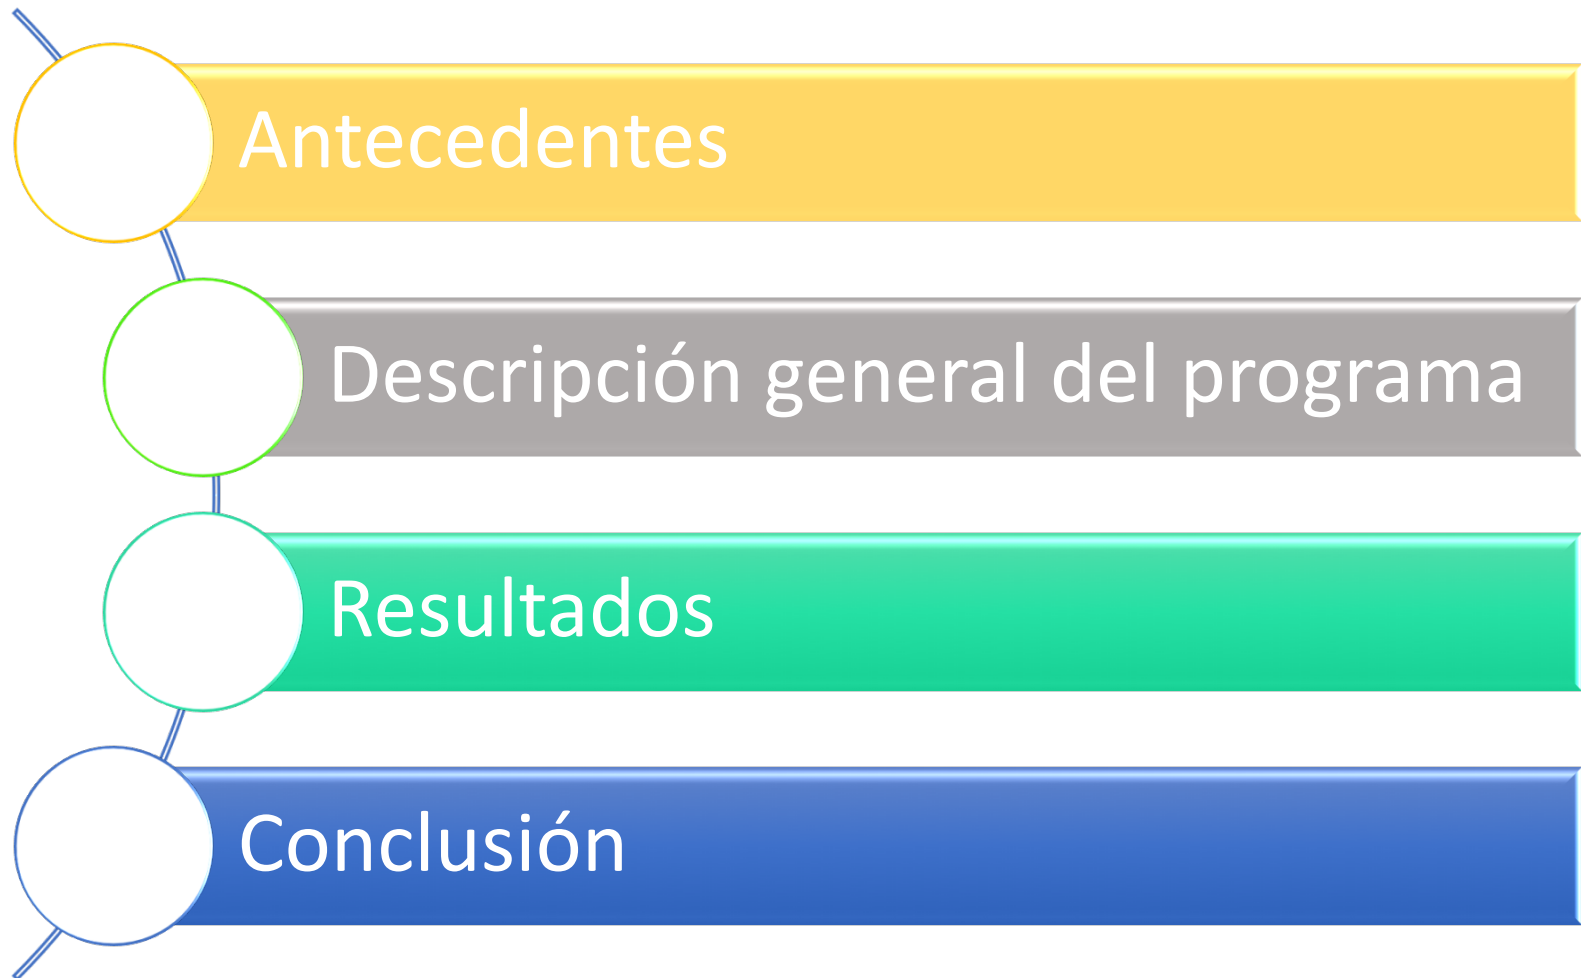 Antecedentes
Descripción general del programa
Resultados
Conclusión